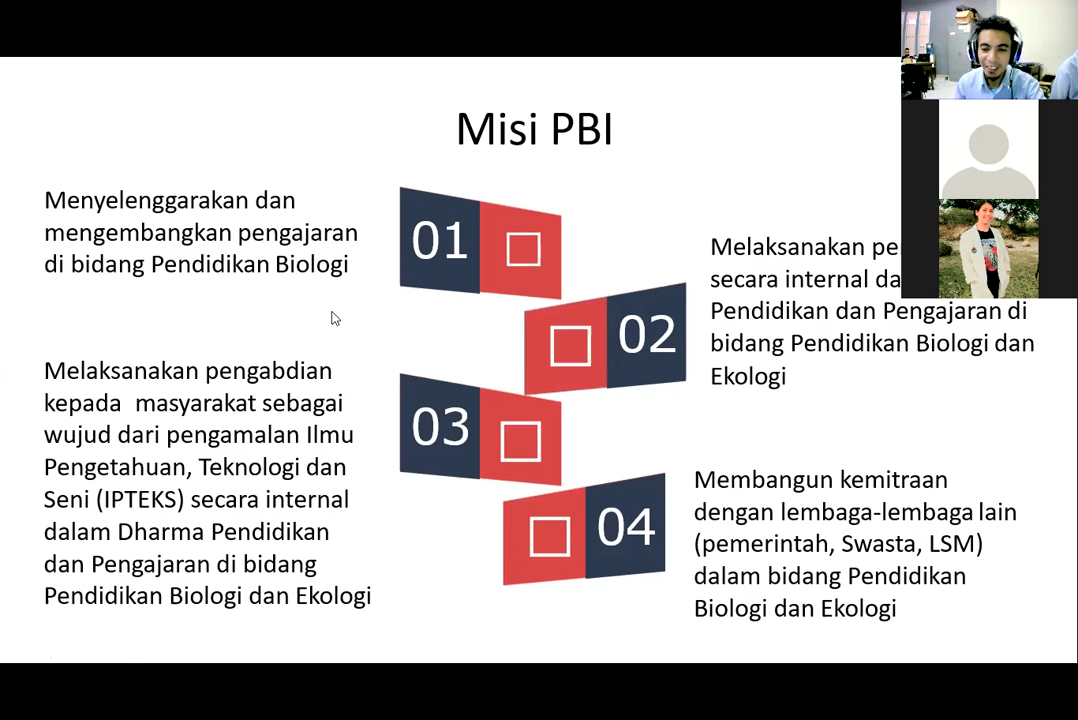 Misi PBI
01
Menyelenggarakan dan
mengembangkan pengajaran
di bidang Pendidikan Biologi
02
Melaksanakan
secara internal
Pendidikan dan Pengajaran di
bidang Pendidikan Biologi dan
Ekologi
03
Melaksanakan pengabdian
kepada masyarakat sebagai
wujud dari pengamalan Ilmu
Pengetahuan, Teknologi dan
Seni (IPTEKS) secara internal
dalam Dharma Pendidikan
dan Pengajaran di bidang
Pendidikan Biologi dan Ekologi
04
Membangun kemitraan
dengan lembaga-lembaga lain
(pemerintah, Swasta, LSM)
dalam bidang Pendidikan
Biologi dan Ekologi